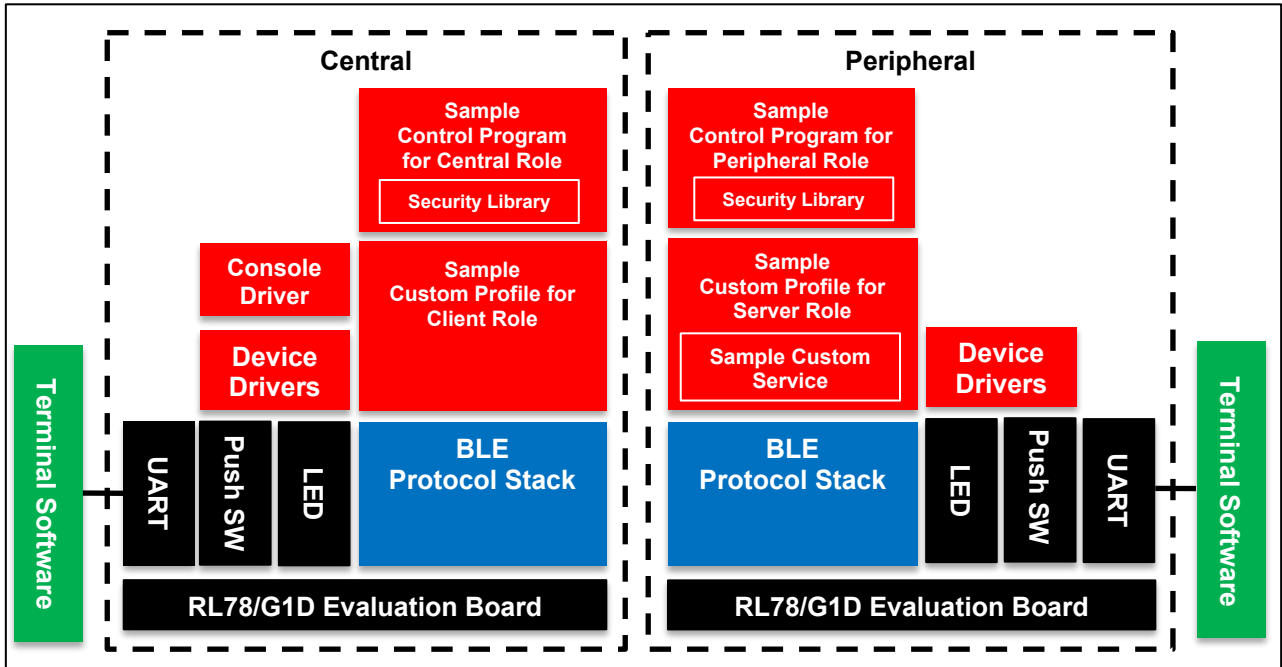 Central
Sample
Control Program
for Central Role
Security Library
Console
Driver
Sample
Custom Profile for
Client Role
Device
Drivers
Terminal Software
UART
Push SW
LED
BLE
Protocol Stack
RL78/G1D Evaluation Board
Peripheral
Sample
Control Program for
Peripheral Role
Security Library
Sample
Custom Profile for
Server Role
Sample Custom
Service
Device
Drivers
BLE
Protocol Stack
LED
Push SW
UART
Terminal Software
RL78/G1D Evaluation Board